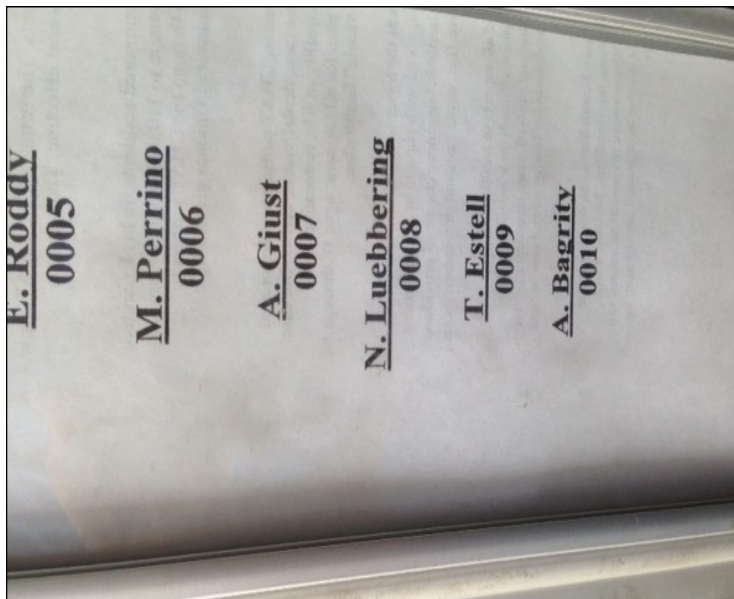 E. Roddy
0005
M. Perrino
0006
A. Giust
0007
N. Luebbering
0008
T. Estell
0009
A. Bagrity
0010